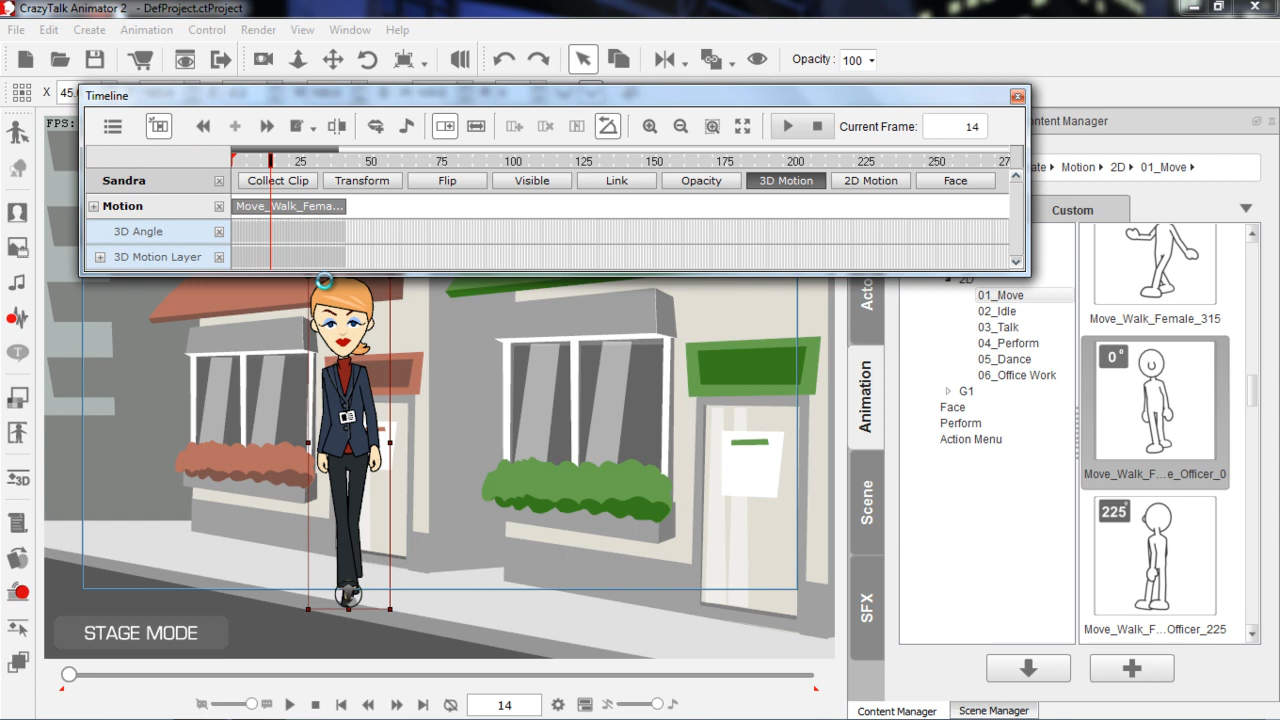 CrazyTalk Animator 2 - DefProject.ctProject
File Edit Create Animation Control Render View Window Help
Opacity : 100
X 45.
Timeline
Current Frame: 14
25 50 75 100 125 150 175 200 225 250 27
Sandra Collect Clip Transform Flip Visible Link Opacity 3D Motion 2D Motion Face
Motion Move_Walk_Fema...
3D Angle
3D Motion Layer
FPS:
ontent Manager
ate Motion 2D 01_Move
Custom
2D
01_Move
02_Idle
03_Talk
04_Perform
05_Dance
06_Office Work
G1
Face
Perform
Action Menu
Acto
Animation
Scene
SFX
Move_Walk_Female_315
0°
Move_Walk_F...e_Officer_0
225°
Move_Walk_F...Officer_225
STAGE MODE
+3D
14
Content Manager Scene Manager